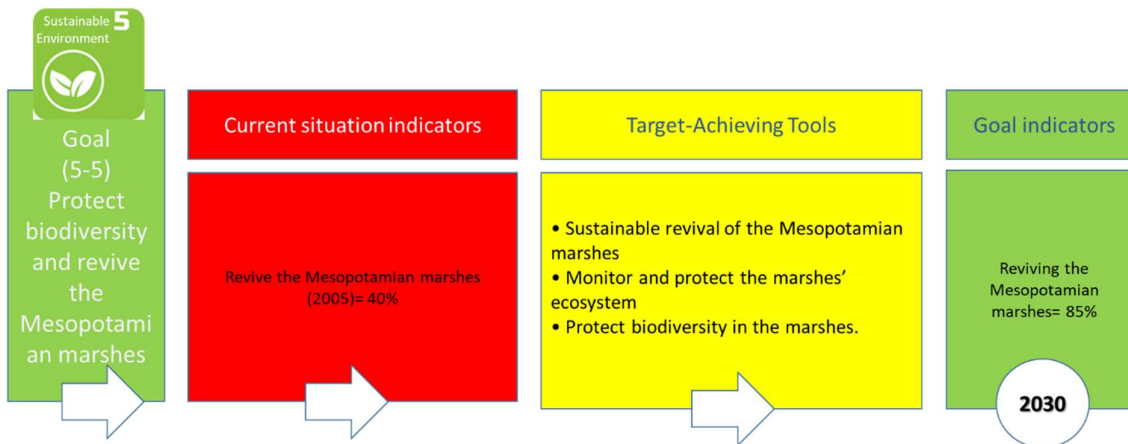 Sustainable 5
Environment
Goal
(5-5)
Protect
biodiversity
and revive
the
Mesopotami
an marshes
Current situation indicators
Revive the Mesopotamian marshes
(2005)= 40%
Target-Achieving Tools
• Sustainable revival of the Mesopotamian
marshes
• Monitor and protect the marshes’
ecosystem
• Protect biodiversity in the marshes.
Goal indicators
Reviving the
Mesopotamian
marshes= 85%
2030